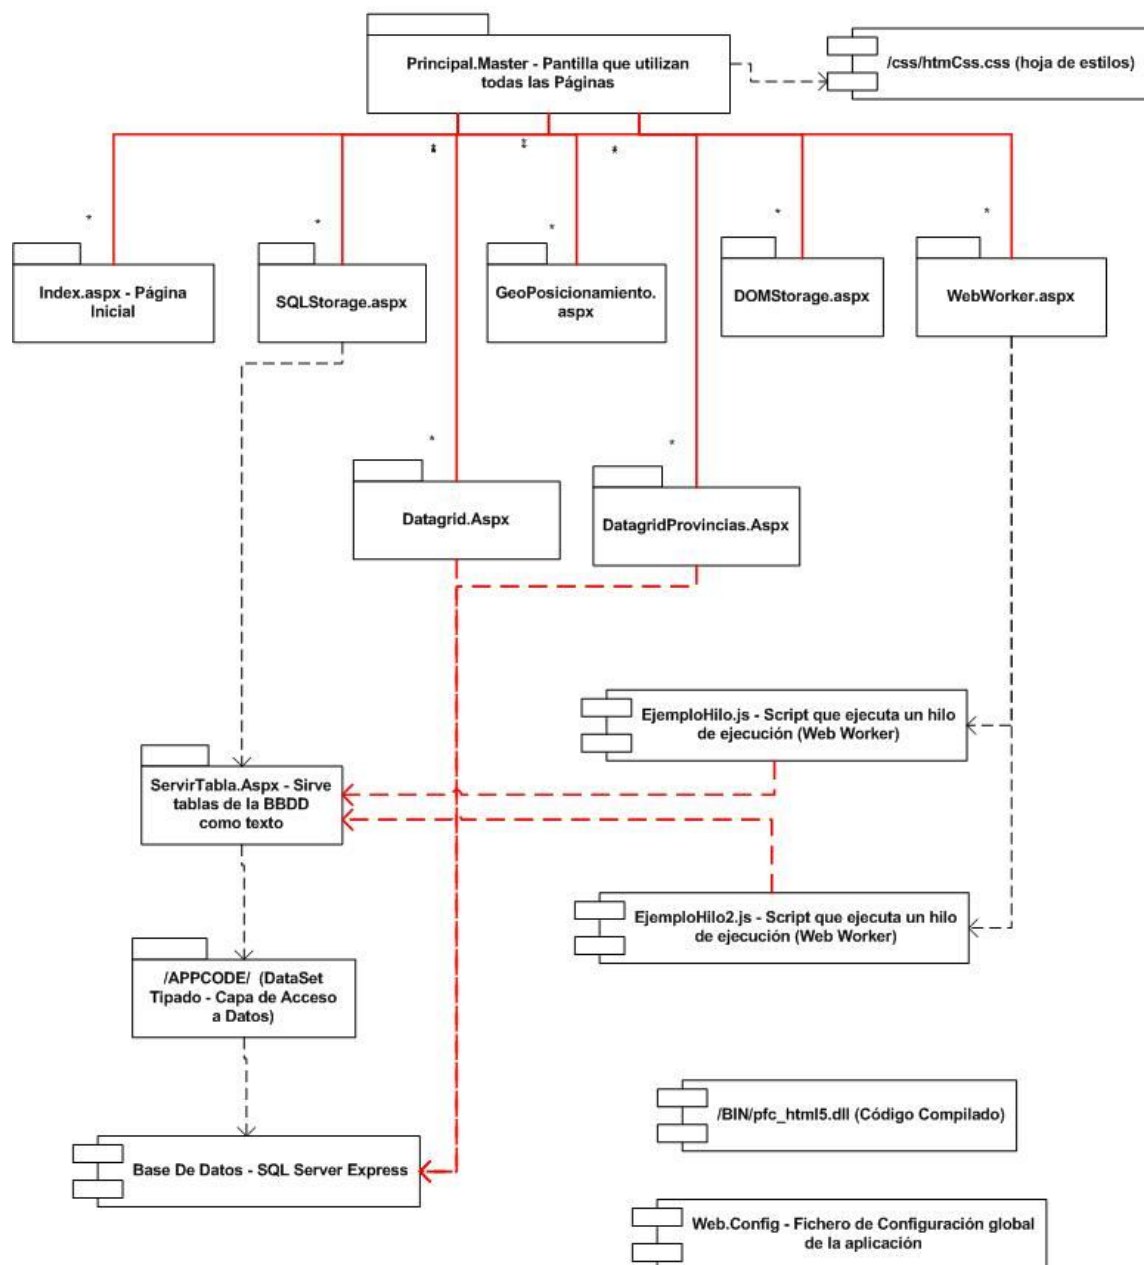 Principal.Master - Pantilla que utilizan
todas las Páginas
/css/htmCss.css (hoja de estilos)
*
*
*
*
*
*
*
*
Index.aspx - Página
Inicial
SQLStorage.aspx
GeoPosicionamiento.
aspx
DOMStorage.aspx
WebWorker.aspx
*
*
Datagrid.Aspx
DatagridProvincias.Aspx
EjemploHilo.js - Script que ejecuta un hilo
de ejecución (Web Worker)
ServirTabla.Aspx - Sirve
tablas de la BBDD
como texto
EjemploHilo2.js - Script que ejecuta un hilo
de ejecución (Web Worker)
/APPCODE/ (DataSet
Tipado - Capa de Acceso
a Datos)
/BIN/pfc_html5.dll (Código Compilado)
Base De Datos - SQL Server Express
Web.Config - Fichero de Configuración global
de la aplicación